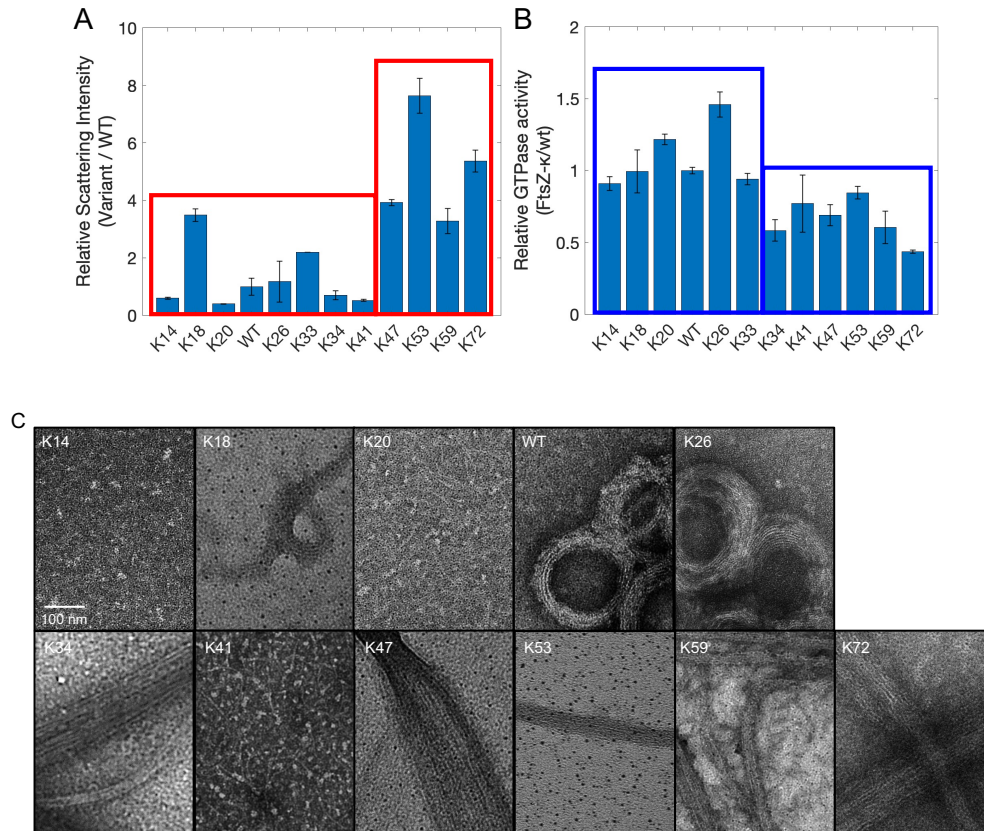 A
Relative Scattering Intensity
(Variant / WT)
10
8
6
4
2
0
K14 K18 K20 WT K26 K33 K34 K41 K47 K53 K59 K72
B
Relative GTPase activity
(FtsZ-κ/wt)
2
1.5
1
0.5
0
K14 K18 K20 WT K26 K33 K34 K41 K47 K53 K59 K72
C
K14 K18 K20 WT K26
100 nm
K34 K41 K47 K53 K59 K72